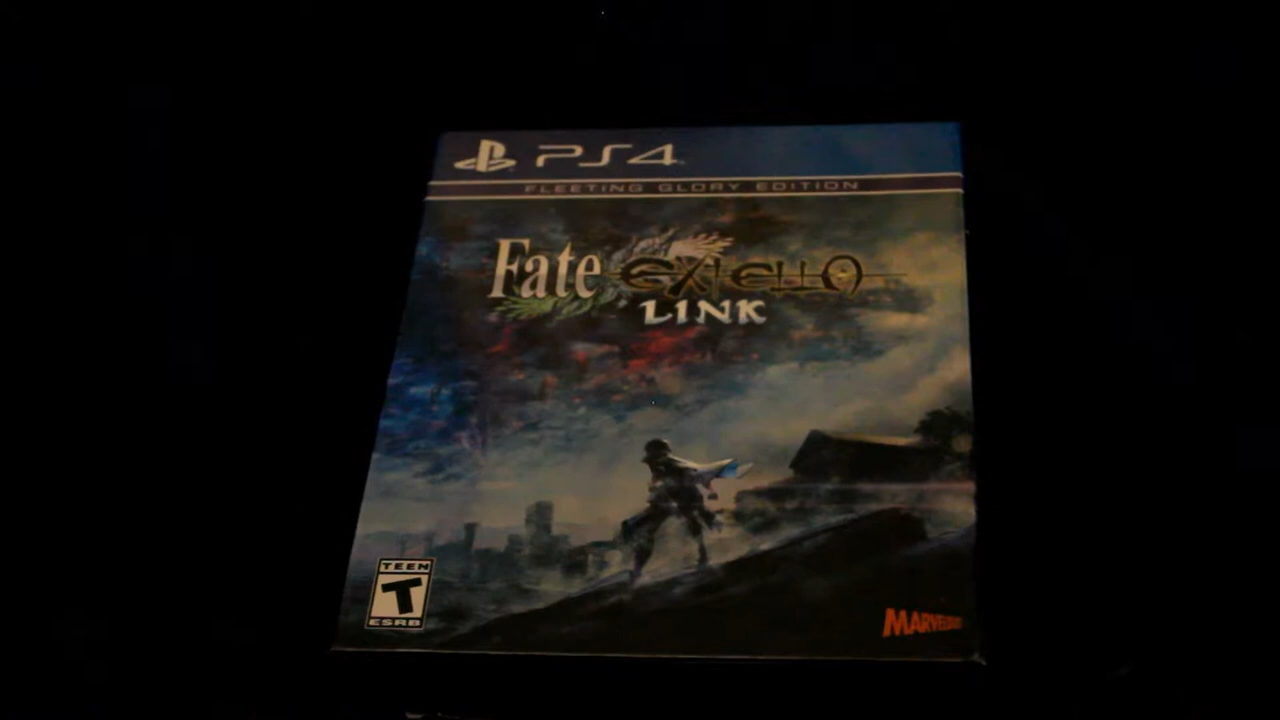 PS4
FLEETING GLORY EDITION
Fate EXTELLA
LINK
TEEN
T
ESRB
MARVELOUS